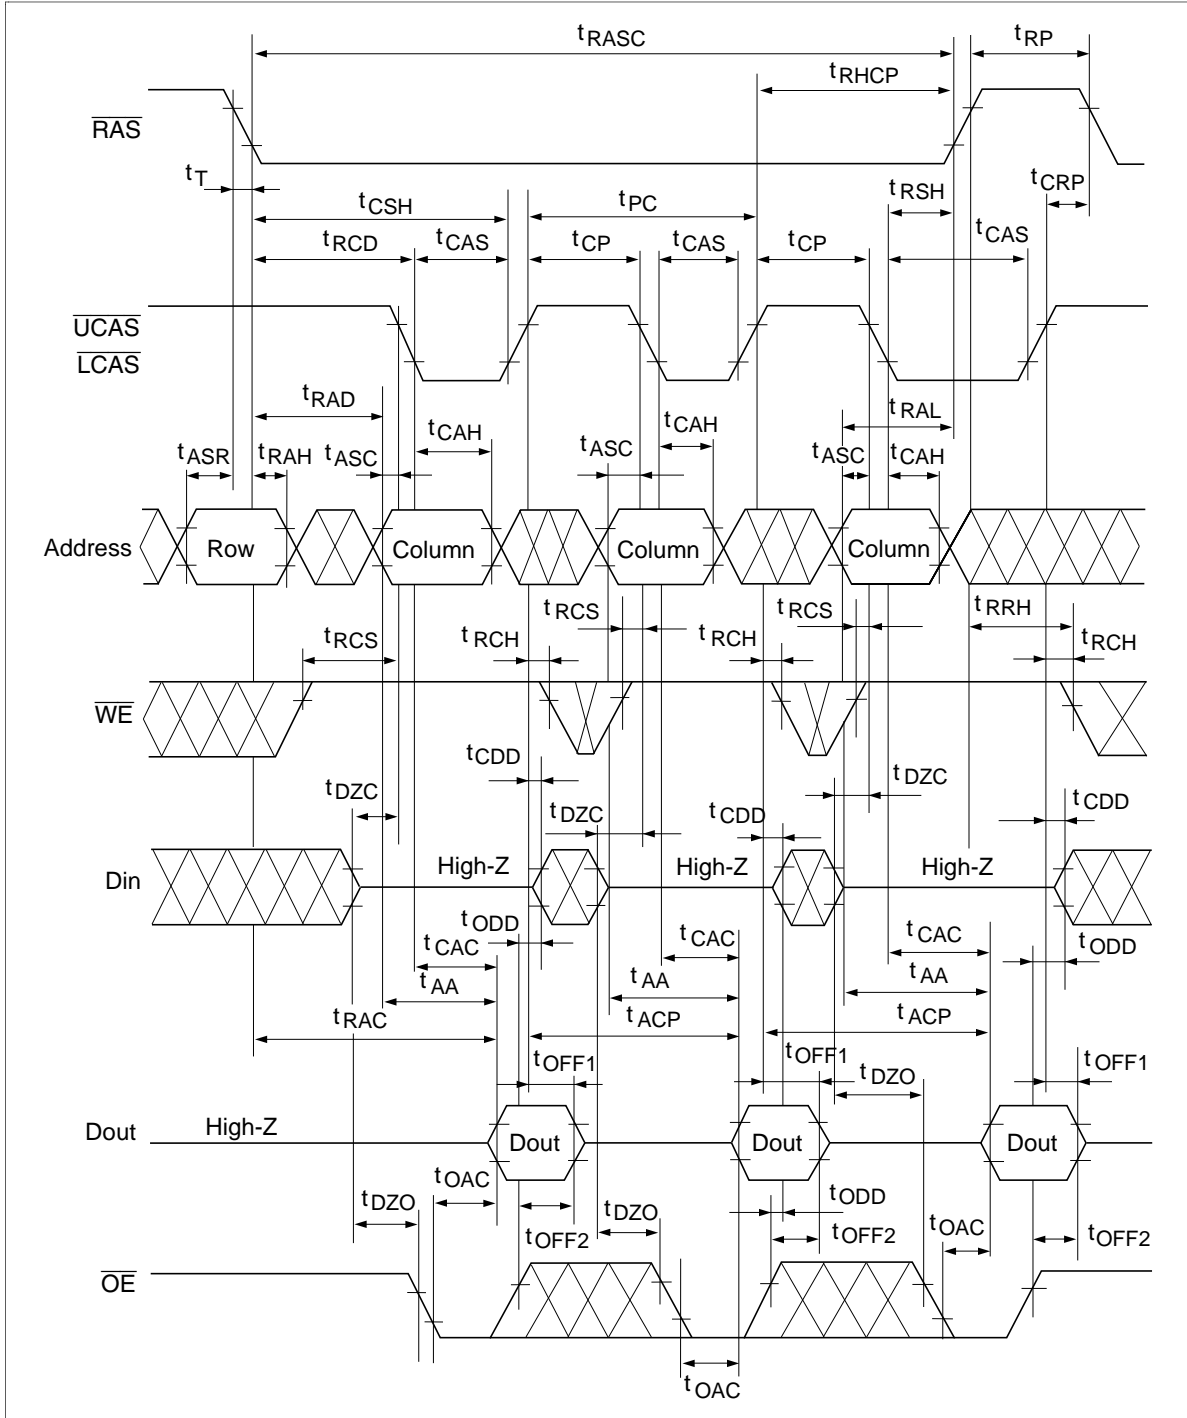 tRASC tRP
tRHCP
RAS
tT tCSH tPC tRSH tCRP
tRCD tCAS tCP tCAS tCP tCAS
UCAS
LCAS
tRAD tRAL
tCAH tCAH
tASR tRAH tASC tASC tASC tCAH
Address Row Column Column Column
tRCS tRCS tRRH
tRCS tRCH tRCH tRCH
WE
tCDD
tDZC tDZC
tDZC tCDD tCDD
High-Z High-Z High-Z
Din
tODD
tCAC tCAC tCAC tODD
tAA tAA tAA
tRAC tACP tACP
tOFF1 tOFF1 tDZO tOFF1
High-Z
Dout Dout Dout Dout
tOAC tODD
tDZO tDZO tOAC
tOFF2 tOFF2 tOFF2
OE
tOAC